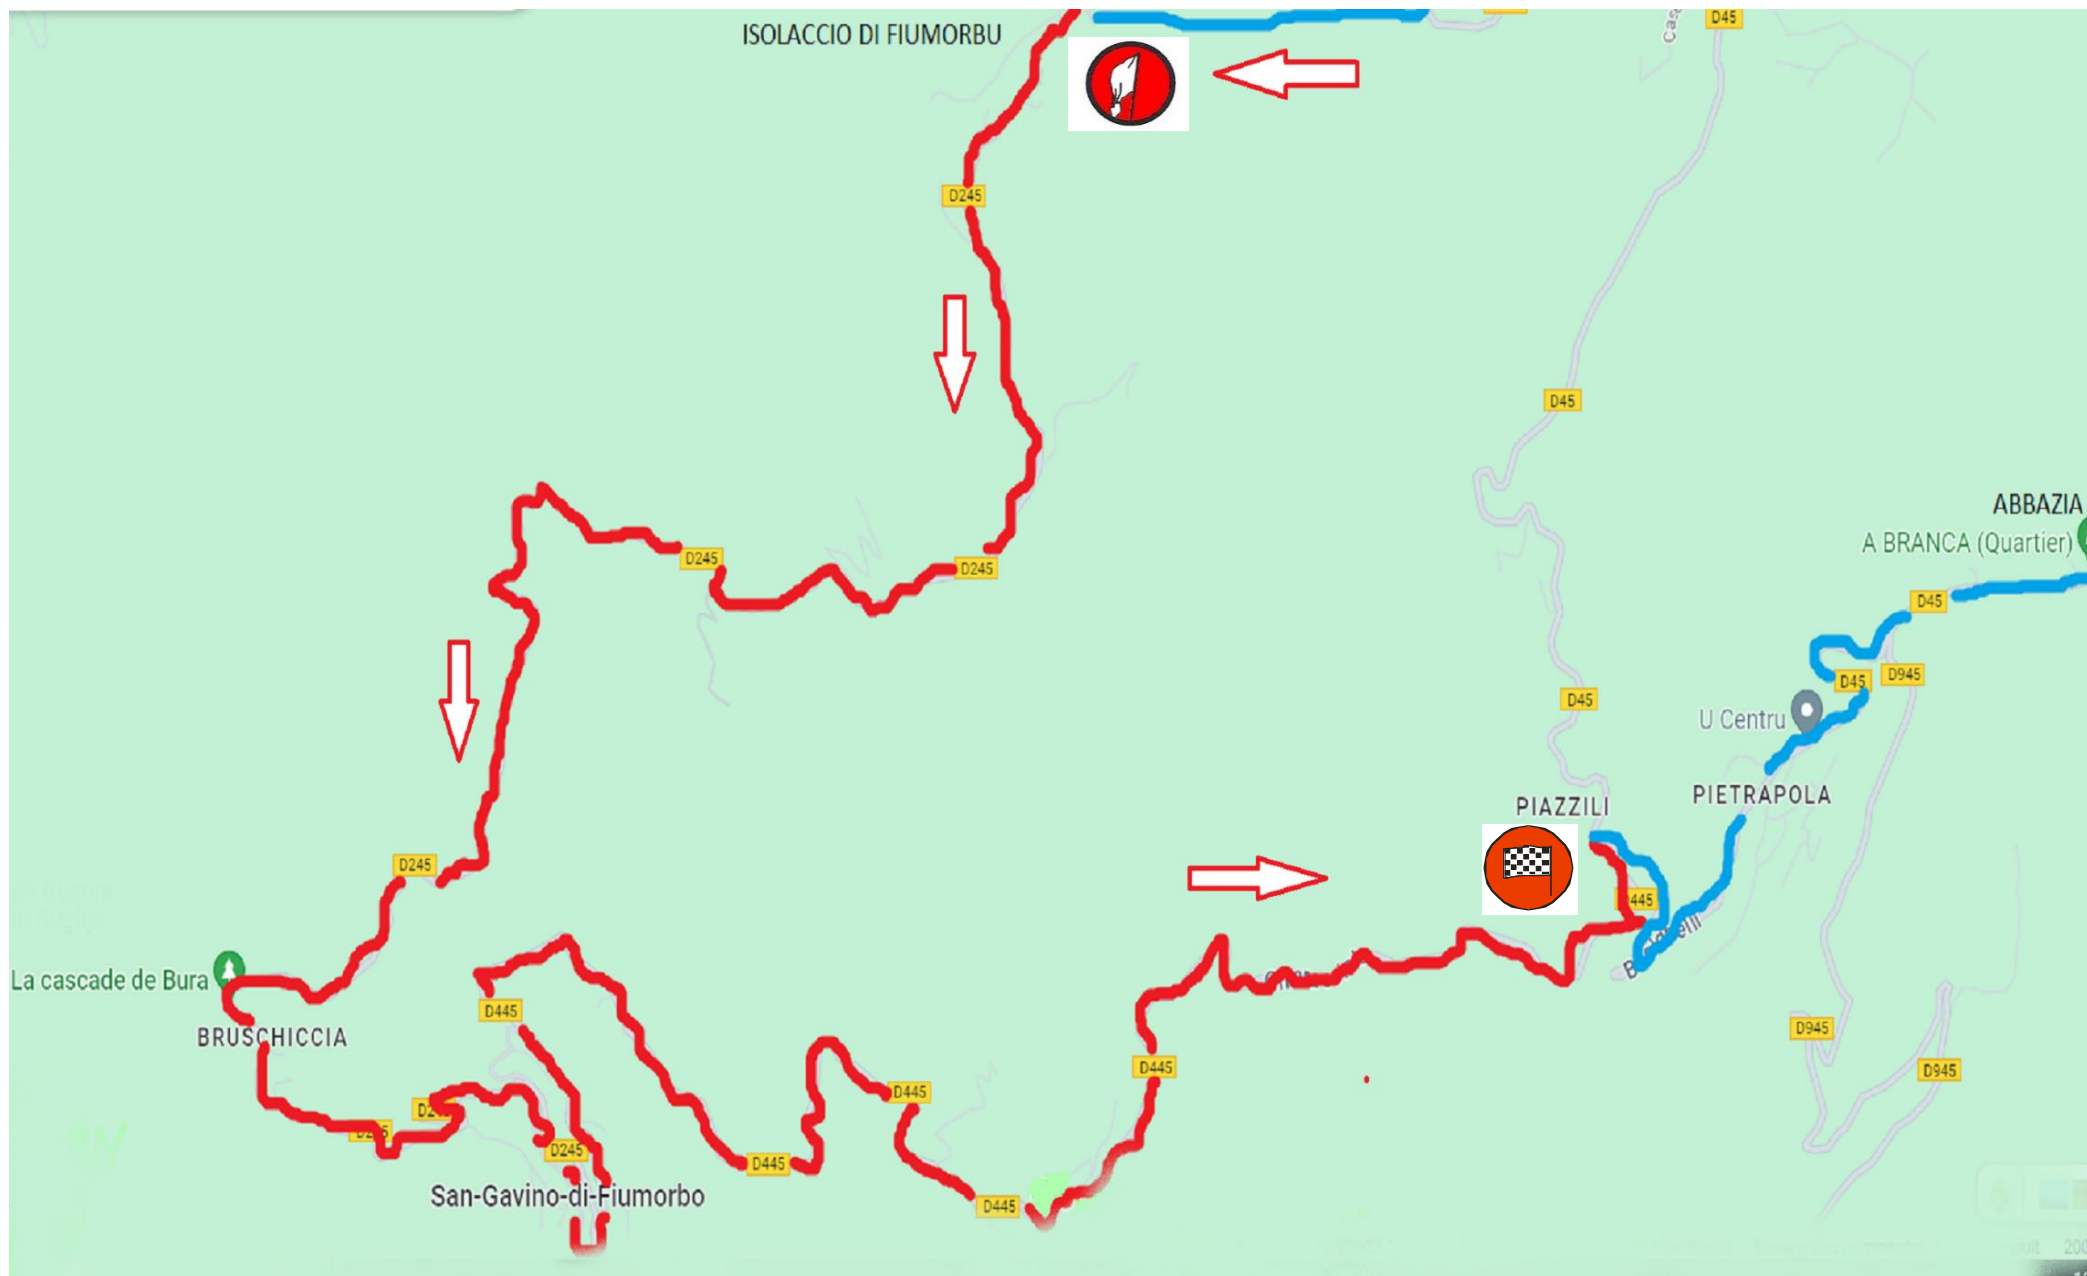 D45
ISOLACCIO DI FIUMORBU
D245
D45
ABBAZIA
A BRANCA (Quartier)
D245
D245
D45
D45
D945
D45
U Centru
PIAZZILI
PIETRAPOLA
D245
445
La cascade de Bura
D445
BRUSCHICCIA
D945
D445
D945
D445
D245
D445
San-Gavino-di-Fiumorbo
D445